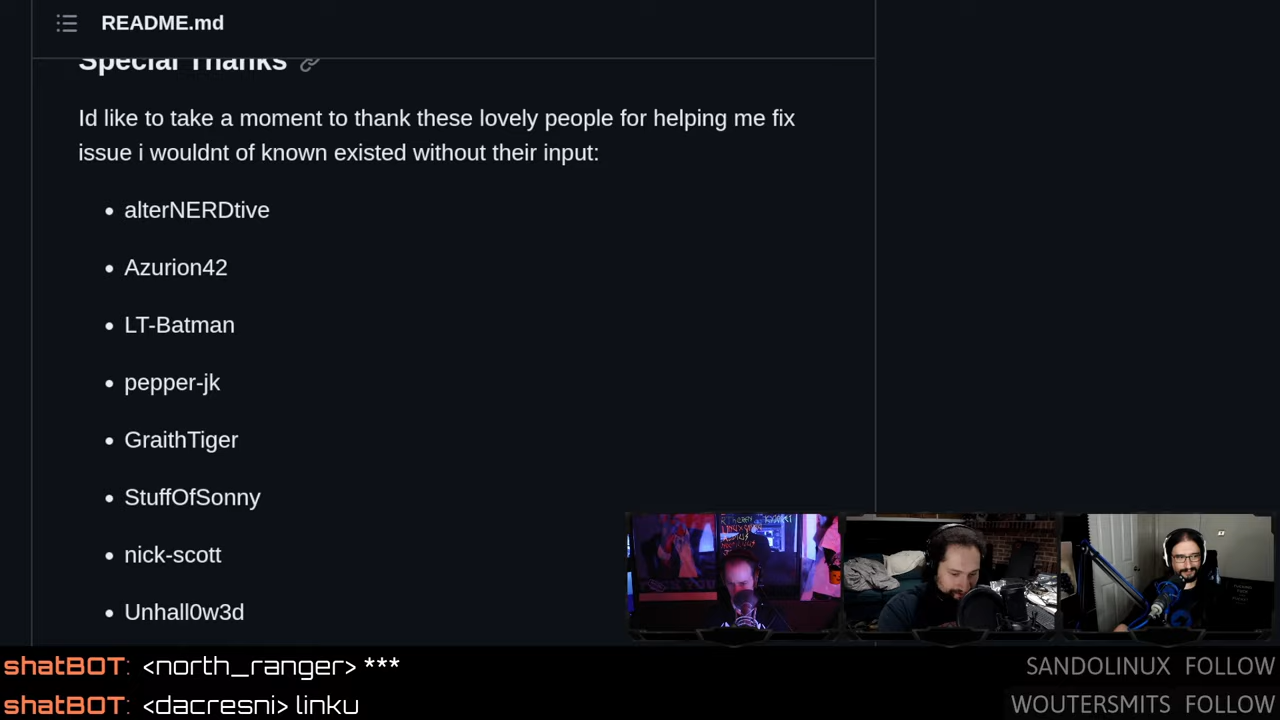 README.md
Special Thanks
Id like to take a moment to thank these lovely people for helping me fix
issue i wouldnt of known existed without their input:
alterNERDtive
Azurion42
LT-Batman
pepper-jk
GraithTiger
StuffOfSonny
nick-scott
Unhall0w3d
shatBOT: <north_ranger> ***
SANDOLINUX FOLLOW
shatBOT: <dacresni> linku
WOUTERSMITS FOLLOW